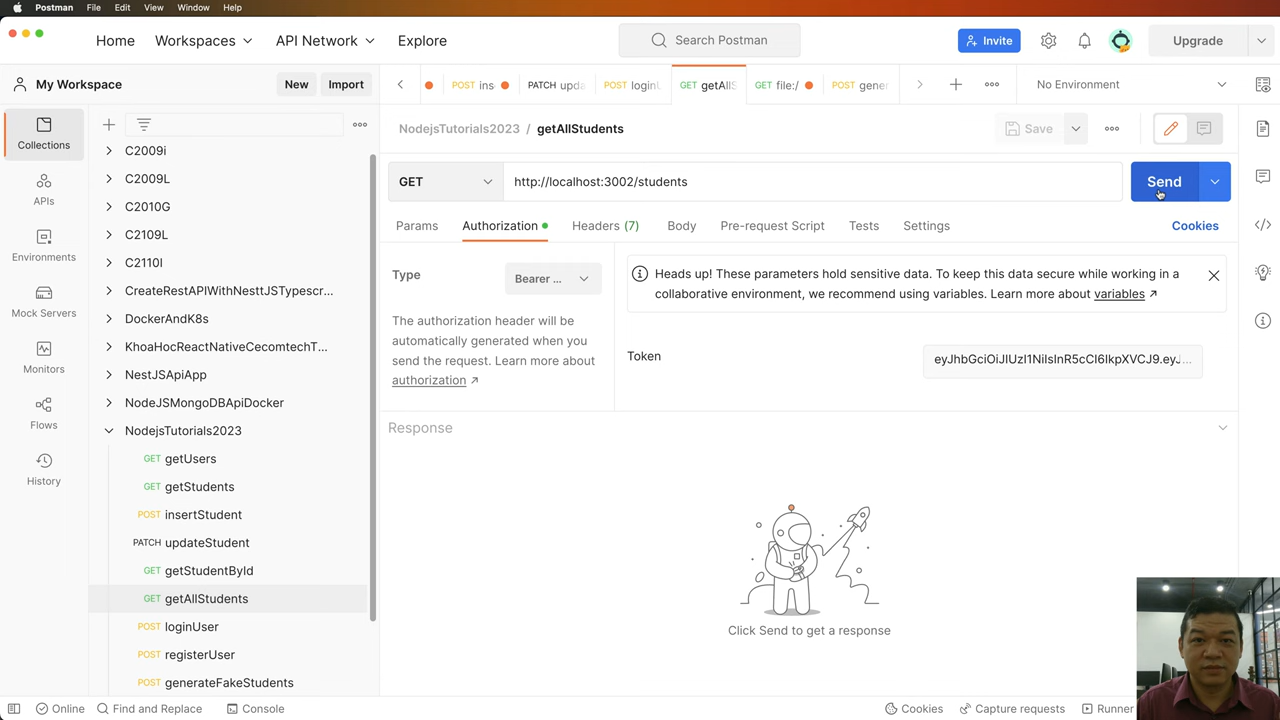 Postman File Edit View Window Help
Home Workspaces API Network Explore Search Postman Invite Upgrade
My Workspace New Import
POST ins PATCH upda POST loginU GET getAllS GET file:/ POST gener No Environment
NodejsTutorials2023 / getAllStudents Save
GET http://localhost:3002/students Send
Params Authorization Headers (7) Body Pre-request Script Tests Settings Cookies
Collections
APIs
Environments
Mock Servers
Monitors
Flows
History
C2009i
C2009L
C2010G
C2109L
C2110I
CreateRestAPIWithNesttJSTypescr...
DockerAndK8s
KhoaHocReactNativeCecomtechT...
NestJSApiApp
NodeJSMongoDBApiDocker
NodejsTutorials2023
GET getUsers
GET getStudents
POST insertStudent
PATCH updateStudent
GET getStudentById
GET getAllStudents
POST loginUser
POST registerUser
POST generateFakeStudents
Type Bearer ...
The authorization header will be
automatically generated when you
send the request. Learn more about
authorization ↗
Heads up! These parameters hold sensitive data. To keep this data secure while working in a
collaborative environment, we recommend using variables. Learn more about variables ↗
Token eyJhbGciOiJIUzI1NiIsInR5cCI6IkpXVCJ9.eyJ...
Response
Click Send to get a response
Online Find and Replace Console Cookies Capture requests Runner